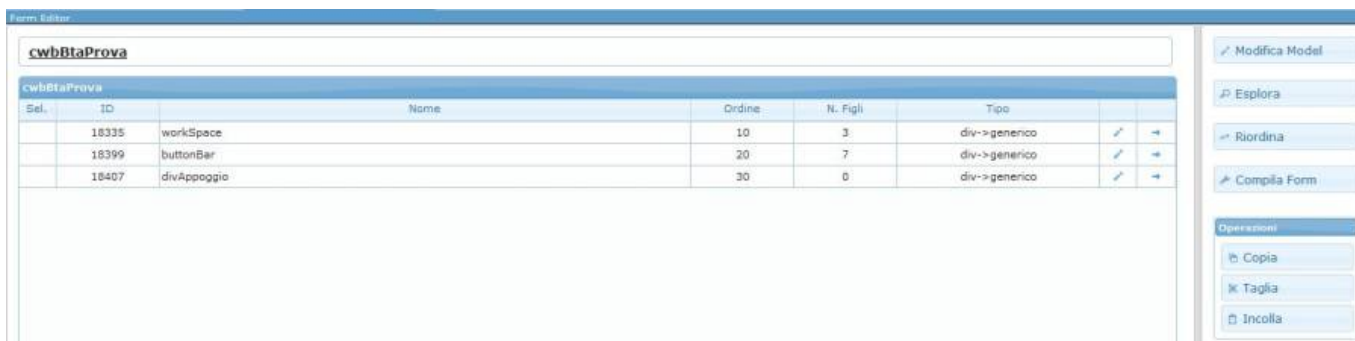 Form Editor
cwbBtaProva
cwbBtaProva
Sel. ID Nome Ordine N. Figli Tipo
18335 workSpace 10 3 div->generico
18399 buttonBar 20 7 div->generico
18407 divAppoggio 30 0 div->generico
Modifica Model
Esplora
Riordina
Compila Form
Operazioni
Copia
Taglia
Incolla